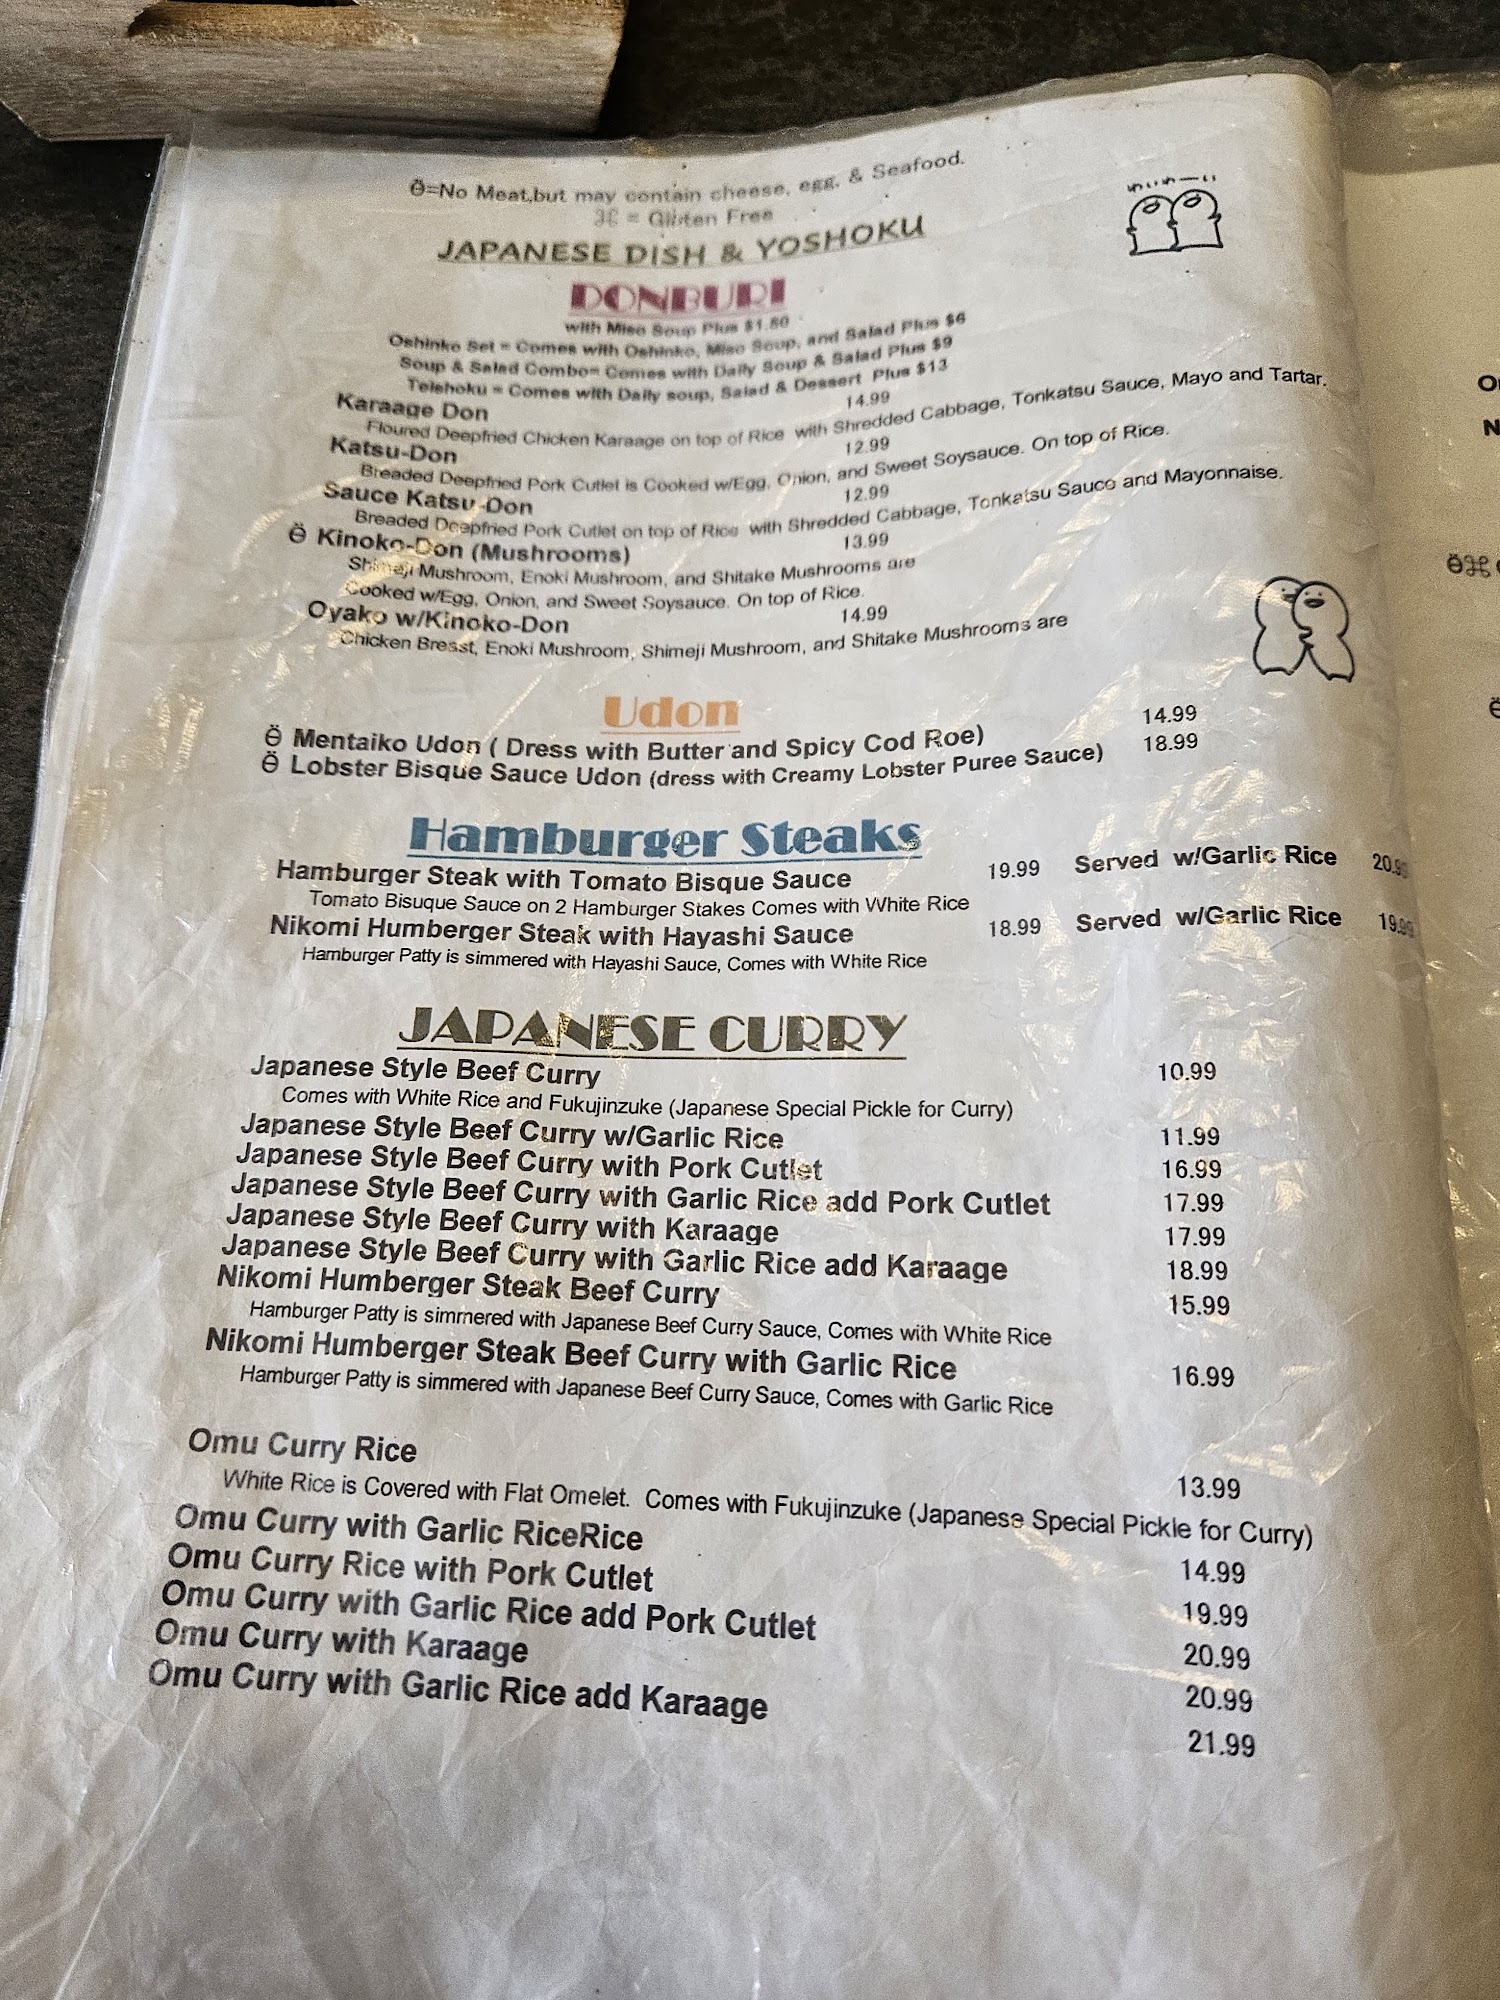 Ӫ=No Meat,but may contain cheese, egg, & Seafood.
⌘ = Gluten Free
JAPANESE DISH & YOSHOKU
DONBURI
with Miso Soup Plus $1.50
Oshinko Set = Comes with Oshinko, Miso Soup, and Salad Plus $6
Soup & Salad Combo= Comes with Daily Soup & Salad Plus $9
Teishoku = Comes with Daily soup, Salad & Dessert Plus $13
Karaage Don 14.99
Floured Deepfried Chicken Karaage on top of Rice with Shredded Cabbage, Tonkatsu Sauce, Mayo and Tartar.
Katsu-Don 12.99
Breaded Deepfried Pork Cutlet is Cooked w/Egg, Onion, and Sweet Soysauce. On top of Rice.
Sauce Katsu-Don 12.99
Breaded Deepfried Pork Cutlet on top of Rice with Shredded Cabbage, Tonkatsu Sauce and Mayonnaise.
Ӫ Kinoko-Don (Mushrooms) 13.99
Shimeji Mushroom, Enoki Mushroom, and Shitake Mushrooms are
Cooked w/Egg, Onion, and Sweet Soysauce. On top of Rice.
Oyako w/Kinoko-Don 14.99
Chicken Bresst, Enoki Mushroom, Shimeji Mushroom, and Shitake Mushrooms are
Udon
Ӫ Mentaiko Udon ( Dress with Butter and Spicy Cod Roe) 14.99
Ӫ Lobster Bisque Sauce Udon (dress with Creamy Lobster Puree Sauce) 18.99
Hamburger Steaks
Hamburger Steak with Tomato Bisque Sauce 19.99 Served w/Garlic Rice 20.99
Tomato Bisuque Sauce on 2 Hamburger Stakes Comes with White Rice
Nikomi Humberger Steak with Hayashi Sauce 18.99 Served w/Garlic Rice 19.99
Hamburger Patty is simmered with Hayashi Sauce, Comes with White Rice
JAPANESE CURRY
Japanese Style Beef Curry 10.99
Comes with White Rice and Fukujinzuke (Japanese Special Pickle for Curry)
Japanese Style Beef Curry w/Garlic Rice 11.99
Japanese Style Beef Curry with Pork Cutlet 16.99
Japanese Style Beef Curry with Garlic Rice add Pork Cutlet 17.99
Japanese Style Beef Curry with Karaage 17.99
Japanese Style Beef Curry with Garlic Rice add Karaage 18.99
Nikomi Humberger Steak Beef Curry 15.99
Hamburger Patty is simmered with Japanese Beef Curry Sauce, Comes with White Rice
Nikomi Humberger Steak Beef Curry with Garlic Rice 16.99
Hamburger Patty is simmered with Japanese Beef Curry Sauce, Comes with Garlic Rice
Omu Curry Rice 13.99
White Rice is Covered with Flat Omelet. Comes with Fukujinzuke (Japanese Special Pickle for Curry)
Omu Curry with Garlic RiceRice 14.99
Omu Curry Rice with Pork Cutlet 19.99
Omu Curry with Garlic Rice add Pork Cutlet 20.99
Omu Curry with Karaage 20.99
Omu Curry with Garlic Rice add Karaage 21.99